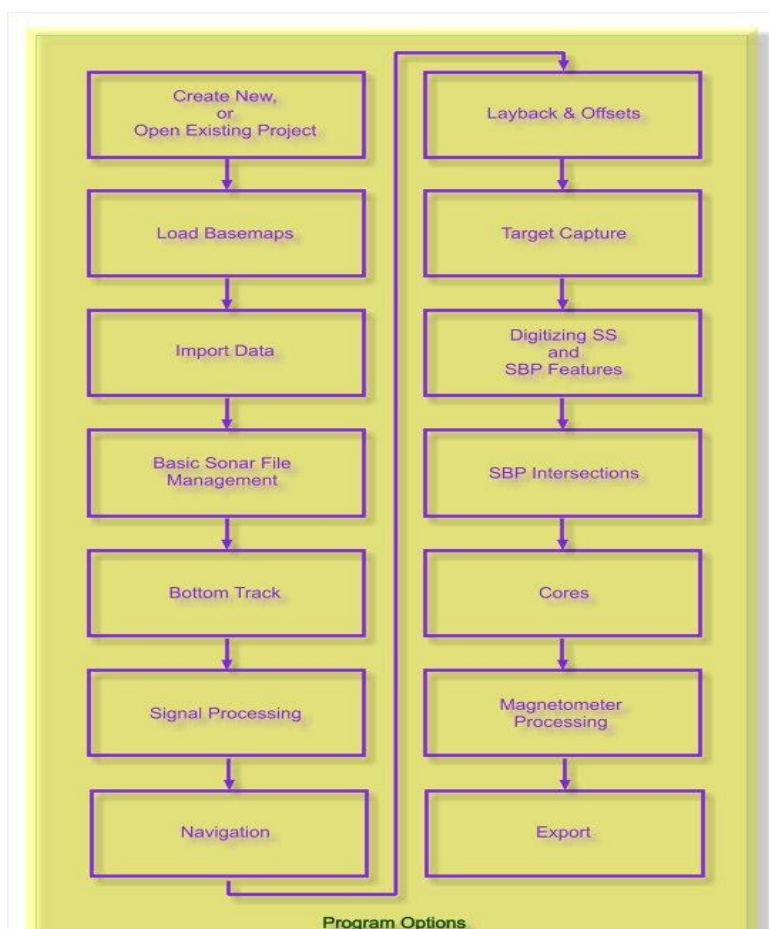 Create New,
or
Open Existing Project
Load Basemaps
Import Data
Basic Sonar File
Management
Bottom Track
Signal Processing
Navigation
Layback & Offsets
Target Capture
Digitizing SS
and
SBP Features
SBP Intersections
Cores
Magnetometer
Processing
Export
Program Options